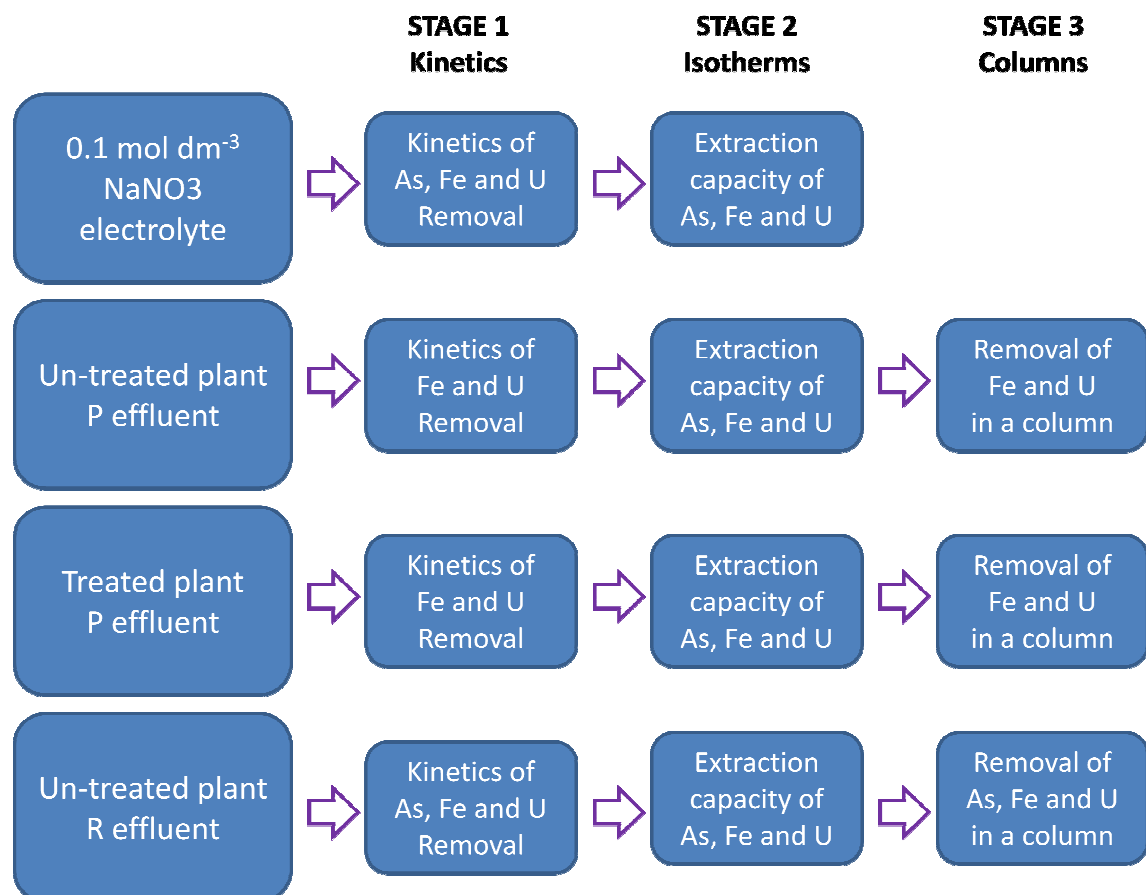 STAGE 1
Kinetics
STAGE 2
Isotherms
STAGE 3
Columns
0.1 mol dm⁻³
NaNO3
electrolyte
Kinetics of
As, Fe and U
Removal
Extraction
capacity of
As, Fe and U
Un-treated plant
P effluent
Kinetics of
Fe and U
Removal
Extraction
capacity of
As, Fe and U
Removal of
Fe and U
in a column
Treated plant
P effluent
Kinetics of
Fe and U
Removal
Extraction
capacity of
As, Fe and U
Removal of
Fe and U
in a column
Un-treated plant
R effluent
Kinetics of
As, Fe and U
Removal
Extraction
capacity of
As, Fe and U
Removal of
As, Fe and U
in a column